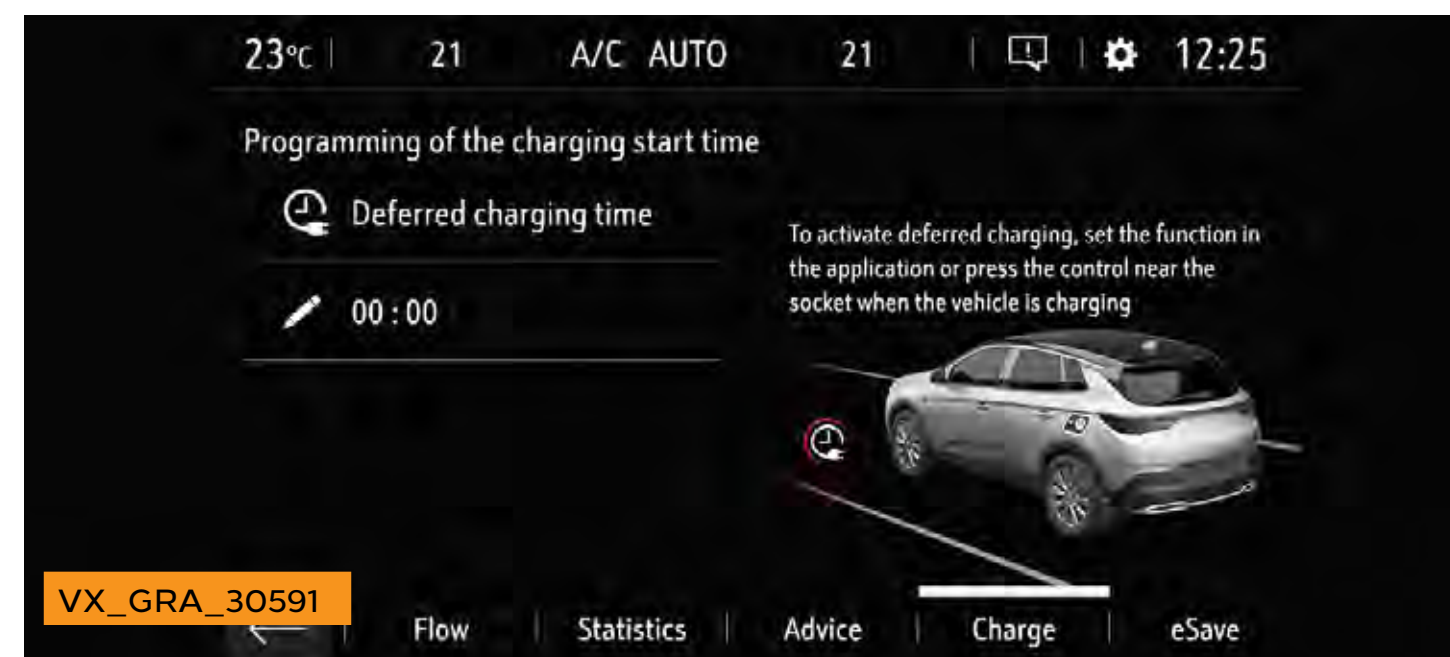 23°C 21 A/C AUTO 21 12:25
Programming of the charging start time
Deferred charging time
To activate deferred charging, set the function in
the application or press the control near the
socket when the vehicle is charging
00 : 00
VX_GRA_30591
Flow Statistics Advice Charge eSave